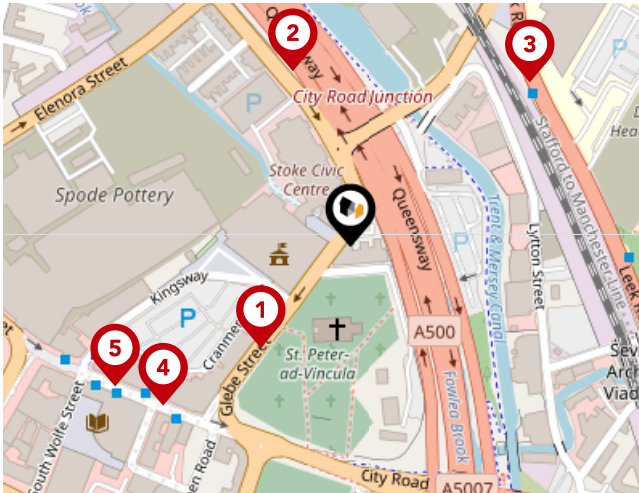 2
3
Queensway
Elenora Street
P
P
City Road Junction
Stoke Civic
Centre
Spode Pottery
Stafford to Manchester Line
Trent & Mersey Canal
Lytton Street
Queensway
P
Kingsway
1
P
St. Peter-
ad-Vincula
A500
5
4
Glebe Street
South Wolfe Street
Fowlea Brook
City Road
A5007